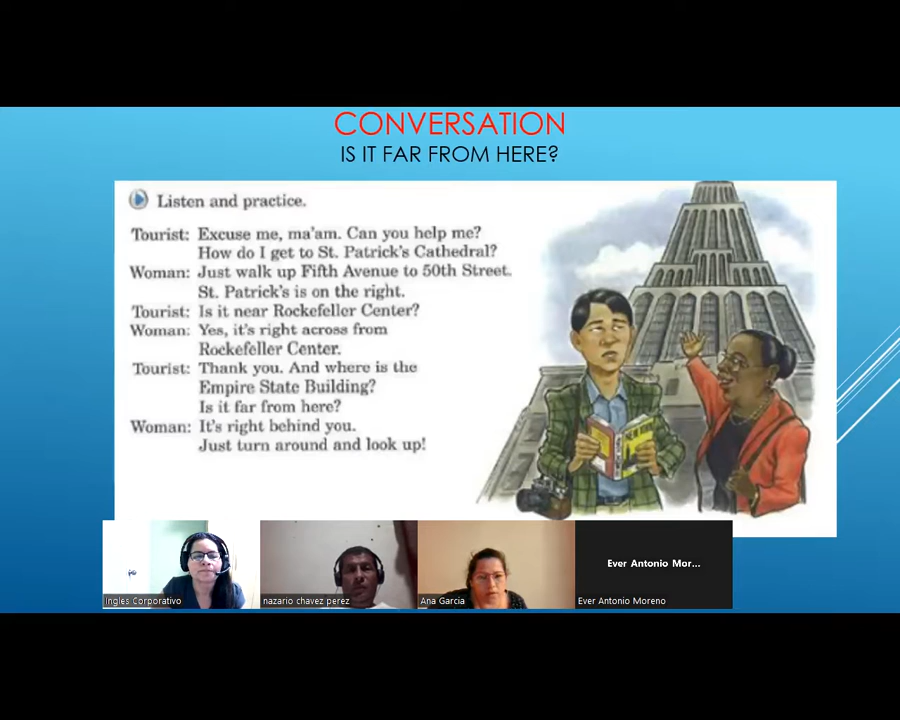 CONVERSATION
IS IT FAR FROM HERE?
Listen and practice.
Tourist: Excuse me, ma'am. Can you help me?
How do I get to St. Patrick's Cathedral?
Woman: Just walk up Fifth Avenue to 50th Street.
St. Patrick's is on the right.
Tourist: Is it near Rockefeller Center?
Woman: Yes, it's right across from
Rockefeller Center.
Tourist: Thank you. And where is the
Empire State Building?
Is it far from here?
Woman: It's right behind you.
Just turn around and look up!
NEW YORK
Ever Antonio Mor...
Ingles Corporativo
nazario chavez perez
Ana Garcia
Ever Antonio Moreno